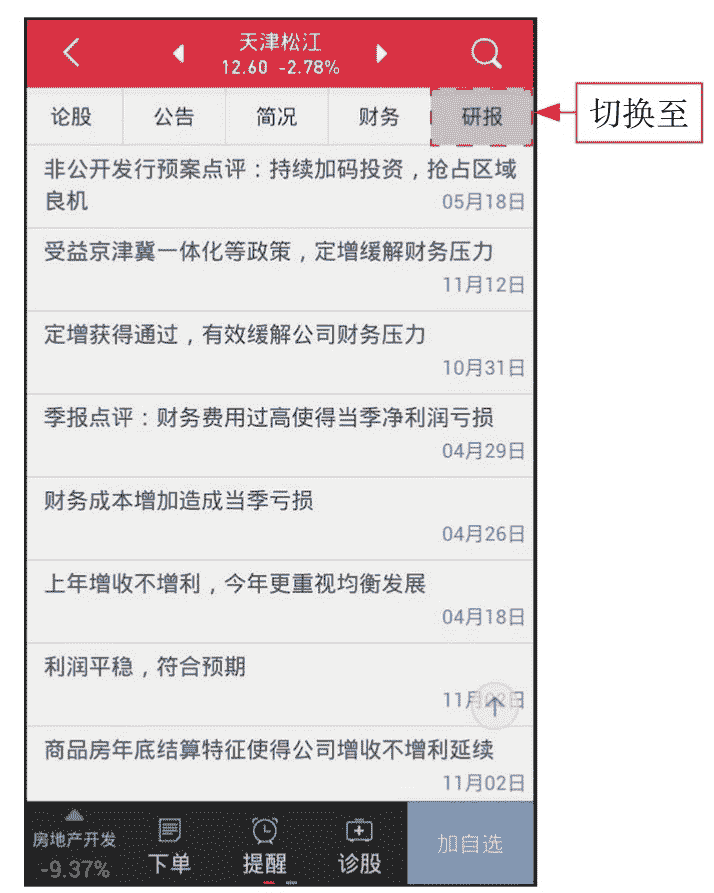 天津松江
12.60 -2.78%
论股 公告 简况 财务 研报
切换至
非公开发行预案点评：持续加码投资，抢占区域
良机
05月18日
受益京津冀一体化等政策，定增缓解财务压力
11月12日
定增获得通过，有效缓解公司财务压力
10月31日
季报点评：财务费用过高使得当季净利润亏损
04月29日
财务成本增加造成当季亏损
04月26日
上年增收不增利，今年更重视均衡发展
04月18日
利润平稳，符合预期
11月
商品房年底结算特征使得公司增收不增利延续
11月02日
房地产开发
-9.37%
下单 提醒 诊股 加自选